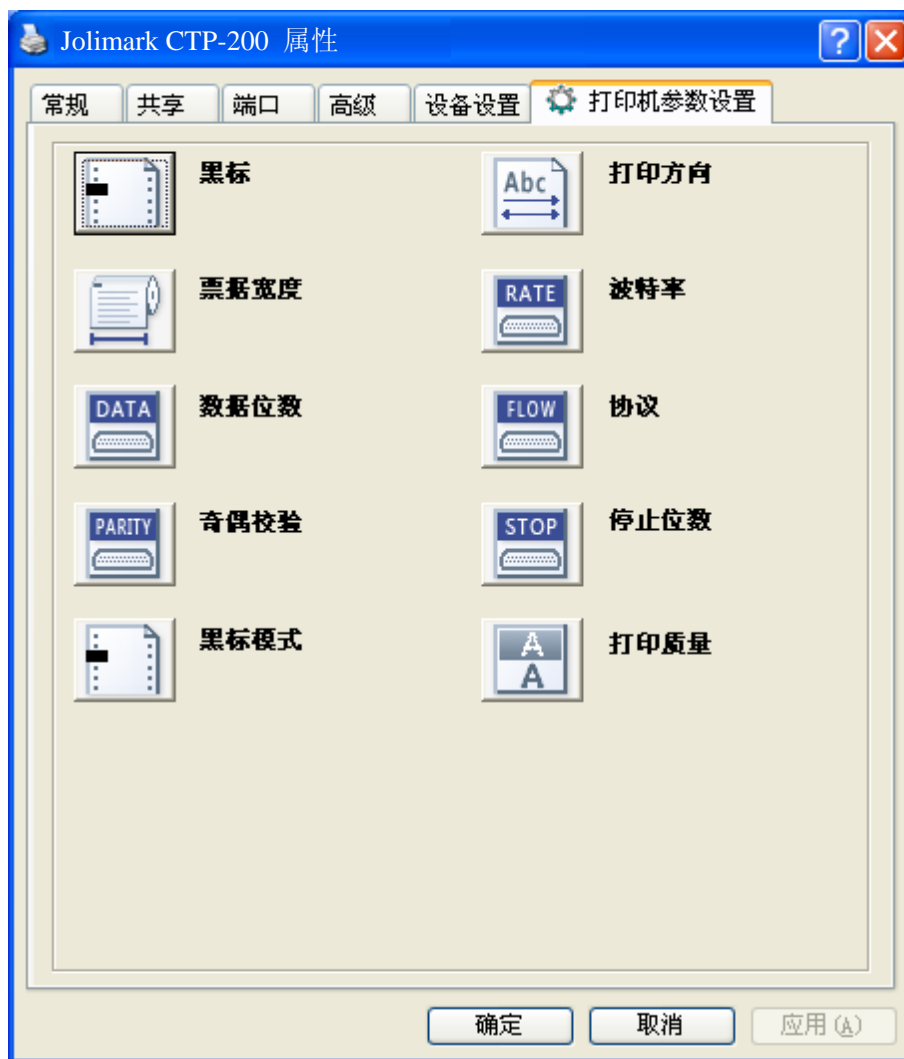 Jolimark CTP-200 属性
常规 共享 端口 高级 设备设置 打印机参数设置
黑标 Abc 打印方向
票据宽度 RATE 波特率
DATA 数据位数 FLOW 协议
PARITY 奇偶校验 STOP 停止位数
黑标模式 A A 打印质量
确定 取消 应用(A)